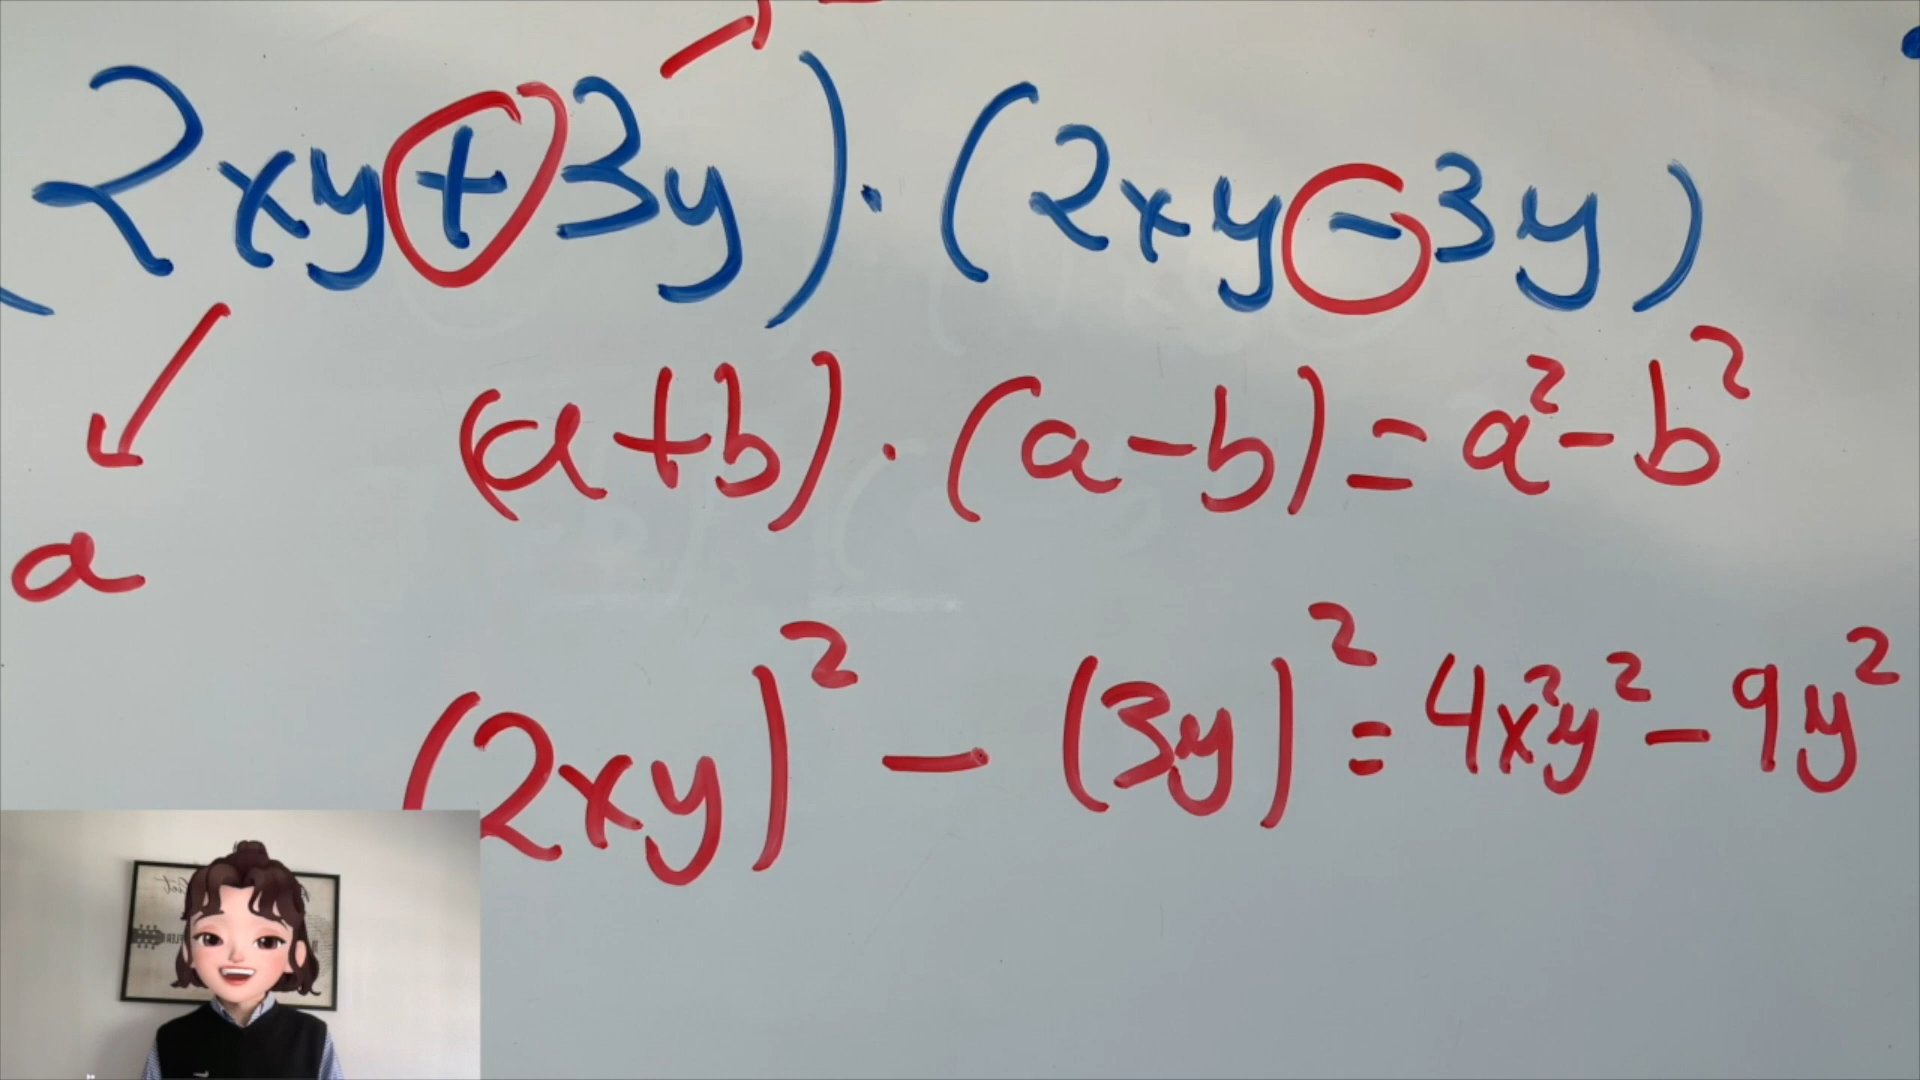 (2xy+3y)·(2xy-3y)
(a+b)·(a-b)=a²-b²
a
(2xy)²-(3y)²=4x²y²-9y²